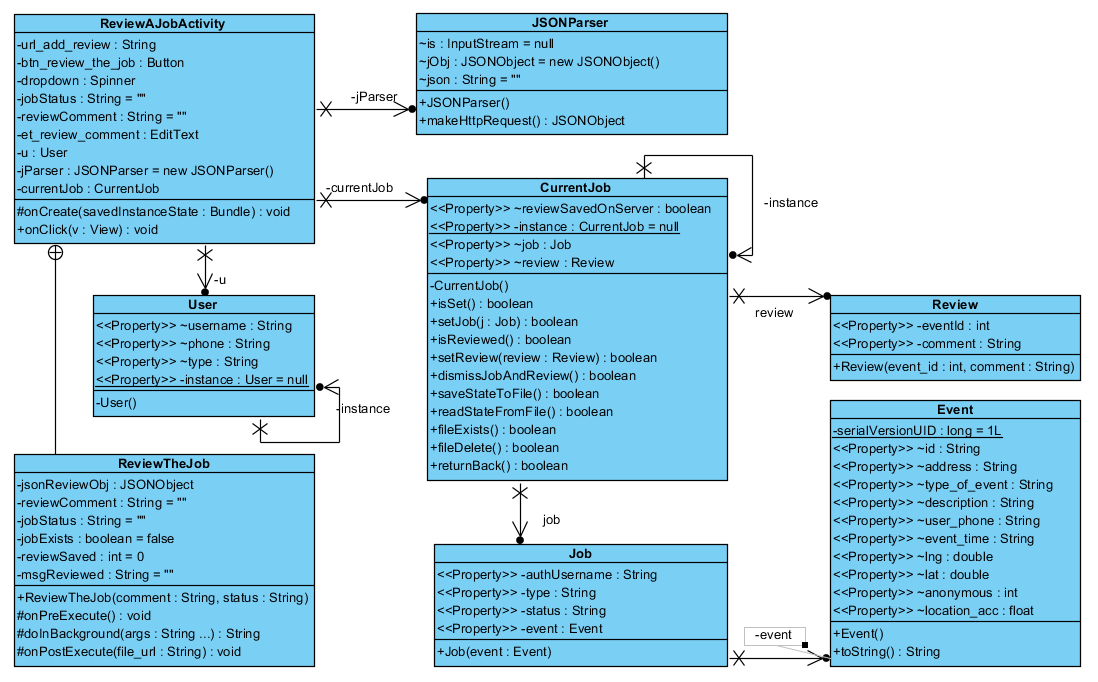 ReviewAJobActivity
-url_add_review : String
-btn_review_the_job : Button
-dropdown : Spinner
-jobStatus : String = ""
-reviewComment : String = ""
-et_review_comment : EditText
-u : User
-jParser : JSONParser = new JSONParser()
-currentJob : CurrentJob
#onCreate(savedInstanceState : Bundle) : void
+onClick(v : View) : void
-jParser
JSONParser
~is : InputStream = null
~jObj : JSONObject = new JSONObject()
~json : String = ""
+JSONParser()
+makeHttpRequest() : JSONObject
-currentJob
CurrentJob
<<Property>> ~reviewSavedOnServer : boolean
<<Property>> -instance : CurrentJob = null
<<Property>> ~job : Job
<<Property>> ~review : Review
-CurrentJob()
+isSet() : boolean
+setJob(j : Job) : boolean
+isReviewed() : boolean
+setReview(review : Review) : boolean
+dismissJobAndReview() : boolean
+saveStateToFile() : boolean
+readStateFromFile() : boolean
+fileExists() : boolean
+fileDelete() : boolean
+returnBack() : boolean
-instance
-u
User
<<Property>> ~username : String
<<Property>> ~phone : String
<<Property>> ~type : String
<<Property>> -instance : User = null
-User()
-instance
review
Review
<<Property>> -eventId : int
<<Property>> -comment : String
+Review(event_id : int, comment : String)
Event
-serialVersionUID : long = 1L
<<Property>> ~id : String
<<Property>> ~address : String
<<Property>> ~type_of_event : String
<<Property>> ~description : String
<<Property>> ~user_phone : String
<<Property>> ~event_time : String
<<Property>> ~lng : double
<<Property>> ~lat : double
<<Property>> ~anonymous : int
<<Property>> ~location_acc : float
+Event()
+toString() : String
ReviewTheJob
-jsonReviewObj : JSONObject
-reviewComment : String = ""
-jobStatus : String = ""
-jobExists : boolean = false
-reviewSaved : int = 0
-msgReviewed : String = ""
+ReviewTheJob(comment : String, status : String)
#onPreExecute() : void
#doInBackground(args : String ...) : String
#onPostExecute(file_url : String) : void
job
Job
<<Property>> -authUsername : String
<<Property>> -type : String
<<Property>> -status : String
<<Property>> -event : Event
+Job(event : Event)
-event